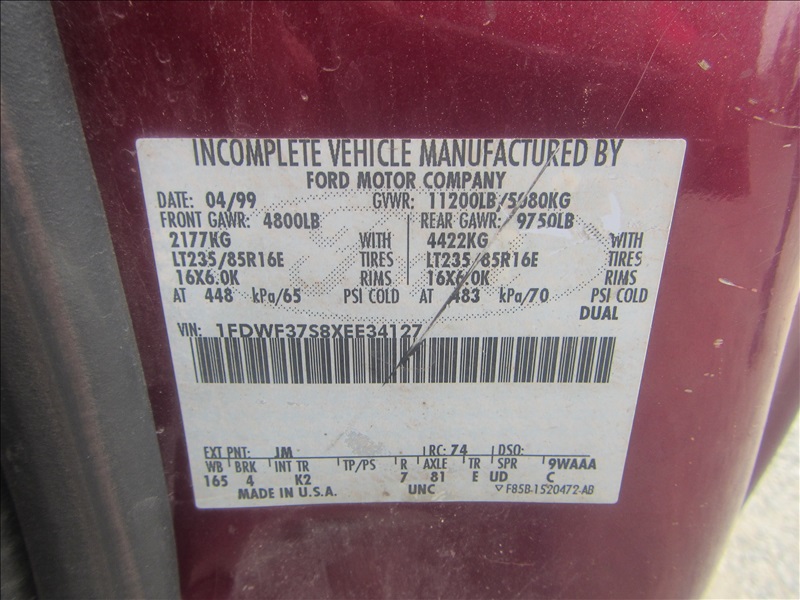 INCOMPLETE VEHICLE MANUFACTURED BY
FORD MOTOR COMPANY
DATE: 04/99 GVWR: 11200LB/5080KG
FRONT GAWR: 4800LB REAR GAWR: 9750LB
2177KG WITH 4422KG WITH
LT235/85R16E TIRES LT235/85R16E TIRES
16X6.0K RIMS 16X6.0K RIMS
AT 448 kPa/65 PSI COLD AT 483 kPa/70 PSI COLD
DUAL
VIN: 1FDWF37S8XEE34127
EXT PNT: JM RC: 74 DSO:
WB BRK INT TR TP/PS R AXLE TR SPR 9WAAA
165 4 K2 7 81 E UD C
MADE IN U.S.A. UNC ▽F85B-1520472-AB